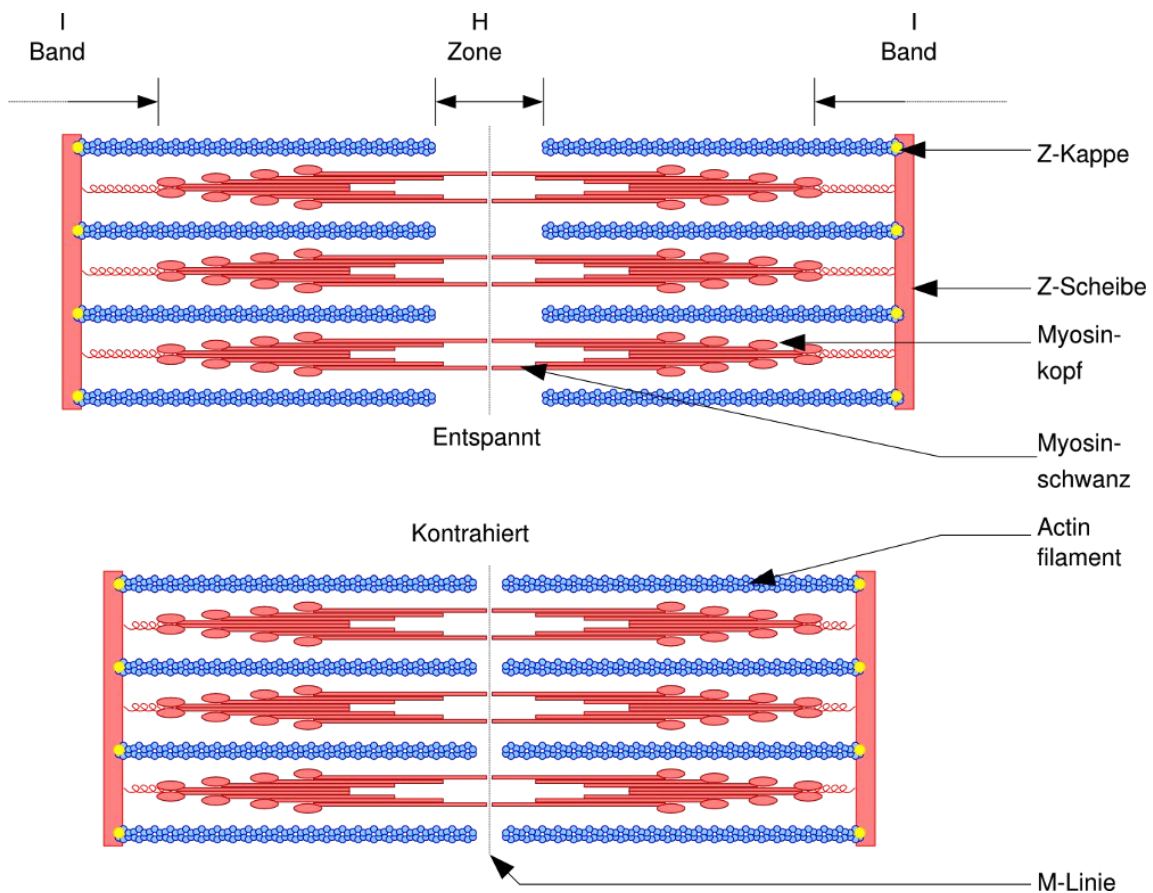 I
Band
H
Zone
I
Band
Z-Kappe
Z-Scheibe
Myosin-
kopf
Entspannt
Myosin-
schwanz
Kontrahiert
Actin
filament
M-Linie